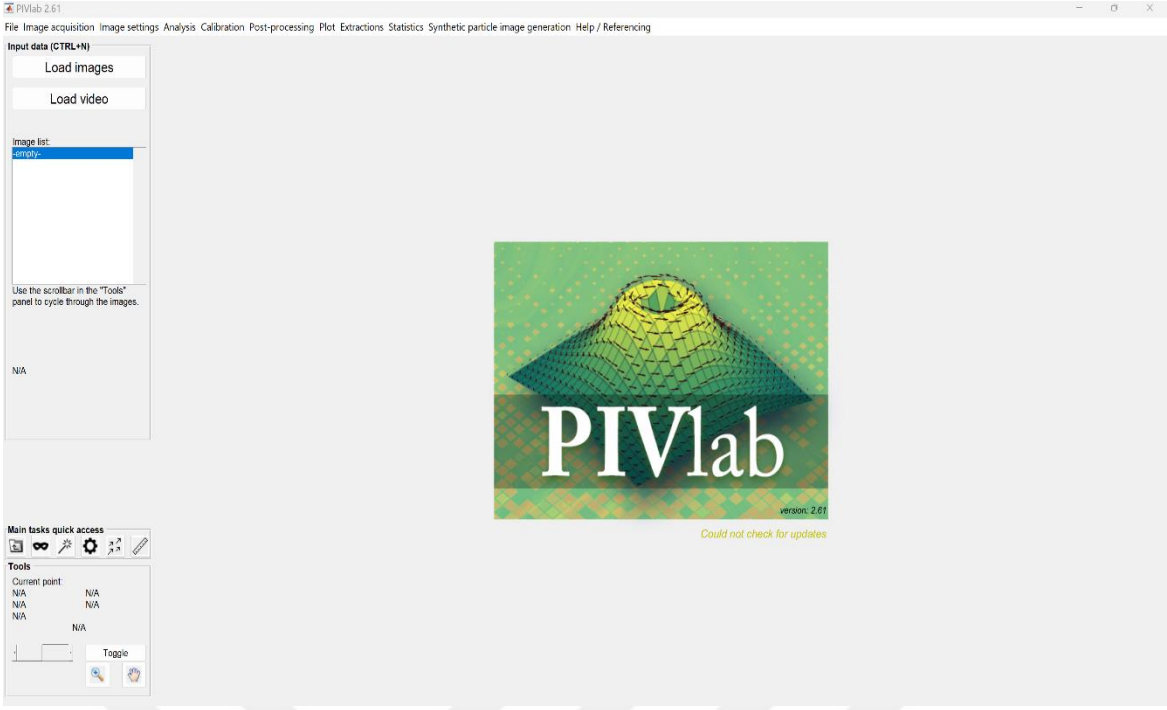 PIVlab 2.61
File Image acquisition Image settings Analysis Calibration Post-processing Plot Extractions Statistics Synthetic particle image generation Help / Referencing
Input data (CTRL+N)
Load images
Load video
Image list:
-empty-
Use the scrollbar in the "Tools"
panel to cycle through the images.
N/A
PIVlab
version: 2.61
Could not check for updates
Main tasks quick access
Tools
Current point:
N/A N/A
N/A N/A
N/A
N/A
Toggle